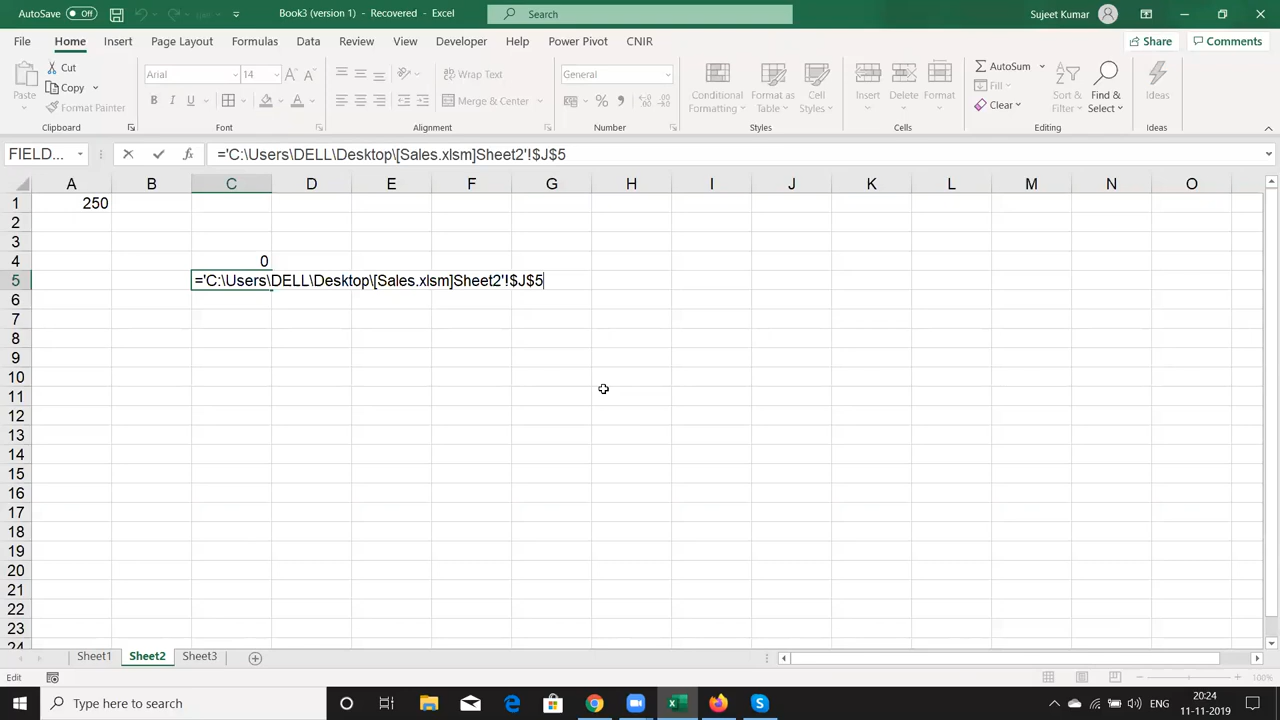 AutoSave Off Book3 (version 1) - Recovered Search Sujeet Kumar
File Home Insert Page Layout Formulas Data Review View Developer Help Power Pivot CNIR Share Comments
Paste Cut Copy Format Painter
Arial 14 B I U A A A
Wrap Text Merge & Center
General % ,
Conditional Formatting Format as Table Cell Styles
Insert Delete Format
AutoSum Fill Clear Sort & Filter Find & Select
Ideas
Clipboard Font Alignment Number Styles Cells Editing Ideas
FIELD... fx ='C:\Users\DELL\Desktop\[Sales.xlsm]Sheet2'!$J$5
A B C D E F G H I J K L M N O
1 250
2
3
4 0
5 ='C:\Users\DELL\Desktop\[Sales.xlsm]Sheet2'!$J$5
6
7
8
9
10
11
12
13
14
15
16
17
18
19
20
21
22
23
24
Sheet1 Sheet2 Sheet3
Edit 100%
Type here to search ENG 20:24
11-11-2019